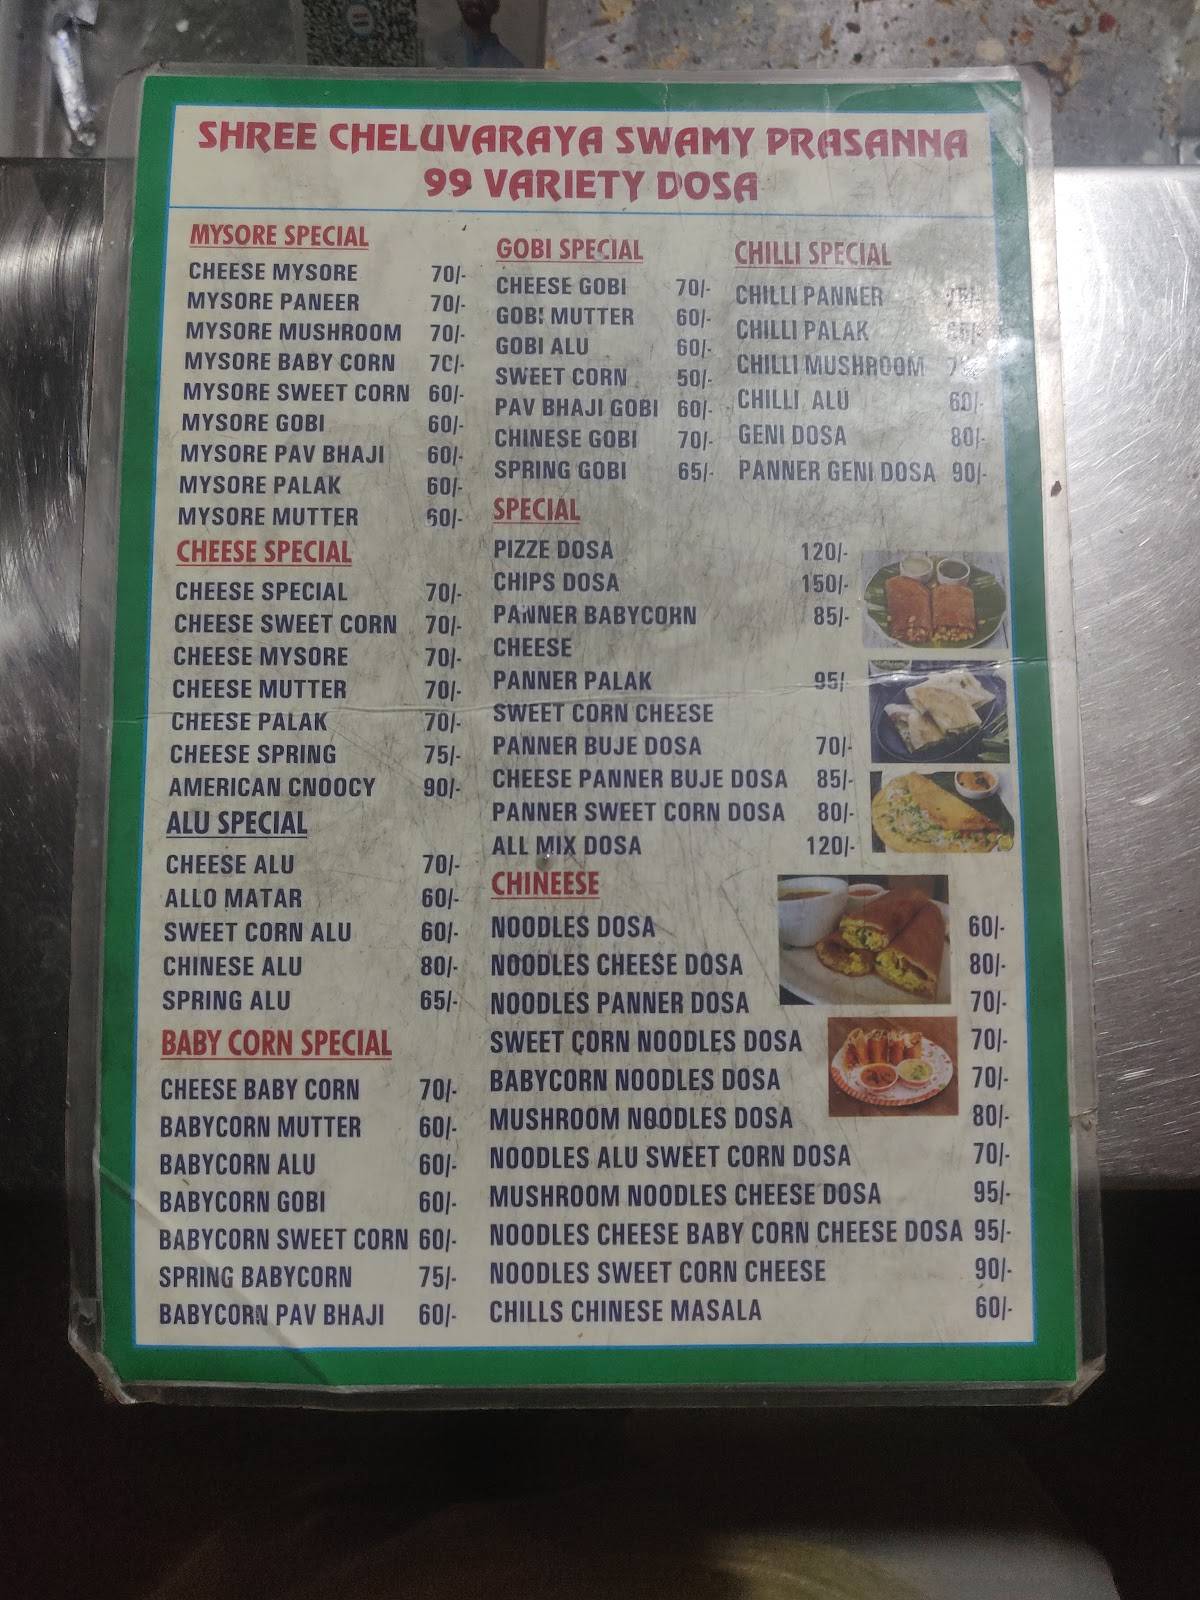 SHREE CHELUVARAYA SWAMY PRASANNA
99 VARIETY DOSA
MYSORE SPECIAL
CHEESE MYSORE 70/-
MYSORE PANEER 70/-
MYSORE MUSHROOM 70/-
MYSORE BABY CORN 70/-
MYSORE SWEET CORN 60/-
MYSORE GOBI 60/-
MYSORE PAV BHAJI 60/-
MYSORE PALAK 60/-
MYSORE MUTTER 60/-
CHEESE SPECIAL
CHEESE SPECIAL 70/-
CHEESE SWEET CORN 70/-
CHEESE MYSORE 70/-
CHEESE MUTTER 70/-
CHEESE PALAK 70/-
CHEESE SPRING 75/-
AMERICAN CNOOCY 90/-
ALU SPECIAL
CHEESE ALU 70/-
ALLO MATAR 60/-
SWEET CORN ALU 60/-
CHINESE ALU 80/-
SPRING ALU 65/-
BABY CORN SPECIAL
CHEESE BABY CORN 70/-
BABYCORN MUTTER 60/-
BABYCORN ALU 60/-
BABYCORN GOBI 60/-
BABYCORN SWEET CORN 60/-
SPRING BABYCORN 75/-
BABYCORN PAV BHAJI 60/-
GOBI SPECIAL
CHEESE GOBI 70/-
GOBI MUTTER 60/-
GOBI ALU 60/-
SWEET CORN 50/-
PAV BHAJI GOBI 60/-
CHINESE GOBI 70/-
SPRING GOBI 65/-
CHILLI SPECIAL
CHILLI PANNER
CHILLI PALAK
CHILLI MUSHROOM
CHILLI ALU 60/-
GENI DOSA 80/-
PANNER GENI DOSA 90/-
SPECIAL
PIZZE DOSA 120/-
CHIPS DOSA 150/-
PANNER BABYCORN 85/-
CHEESE
PANNER PALAK 95/-
SWEET CORN CHEESE
PANNER BUJE DOSA 70/-
CHEESE PANNER BUJE DOSA 85/-
PANNER SWEET CORN DOSA 80/-
ALL MIX DOSA 120/-
CHINEESE
NOODLES DOSA 60/-
NOODLES CHEESE DOSA 80/-
NOODLES PANNER DOSA 70/-
SWEET CORN NOODLES DOSA 70/-
BABYCORN NOODLES DOSA 70/-
MUSHROOM NOODLES DOSA 80/-
NOODLES ALU SWEET CORN DOSA 70/-
MUSHROOM NOODLES CHEESE DOSA 95/-
NOODLES CHEESE BABY CORN CHEESE DOSA 95/-
NOODLES SWEET CORN CHEESE 90/-
CHILLS CHINESE MASALA 60/-